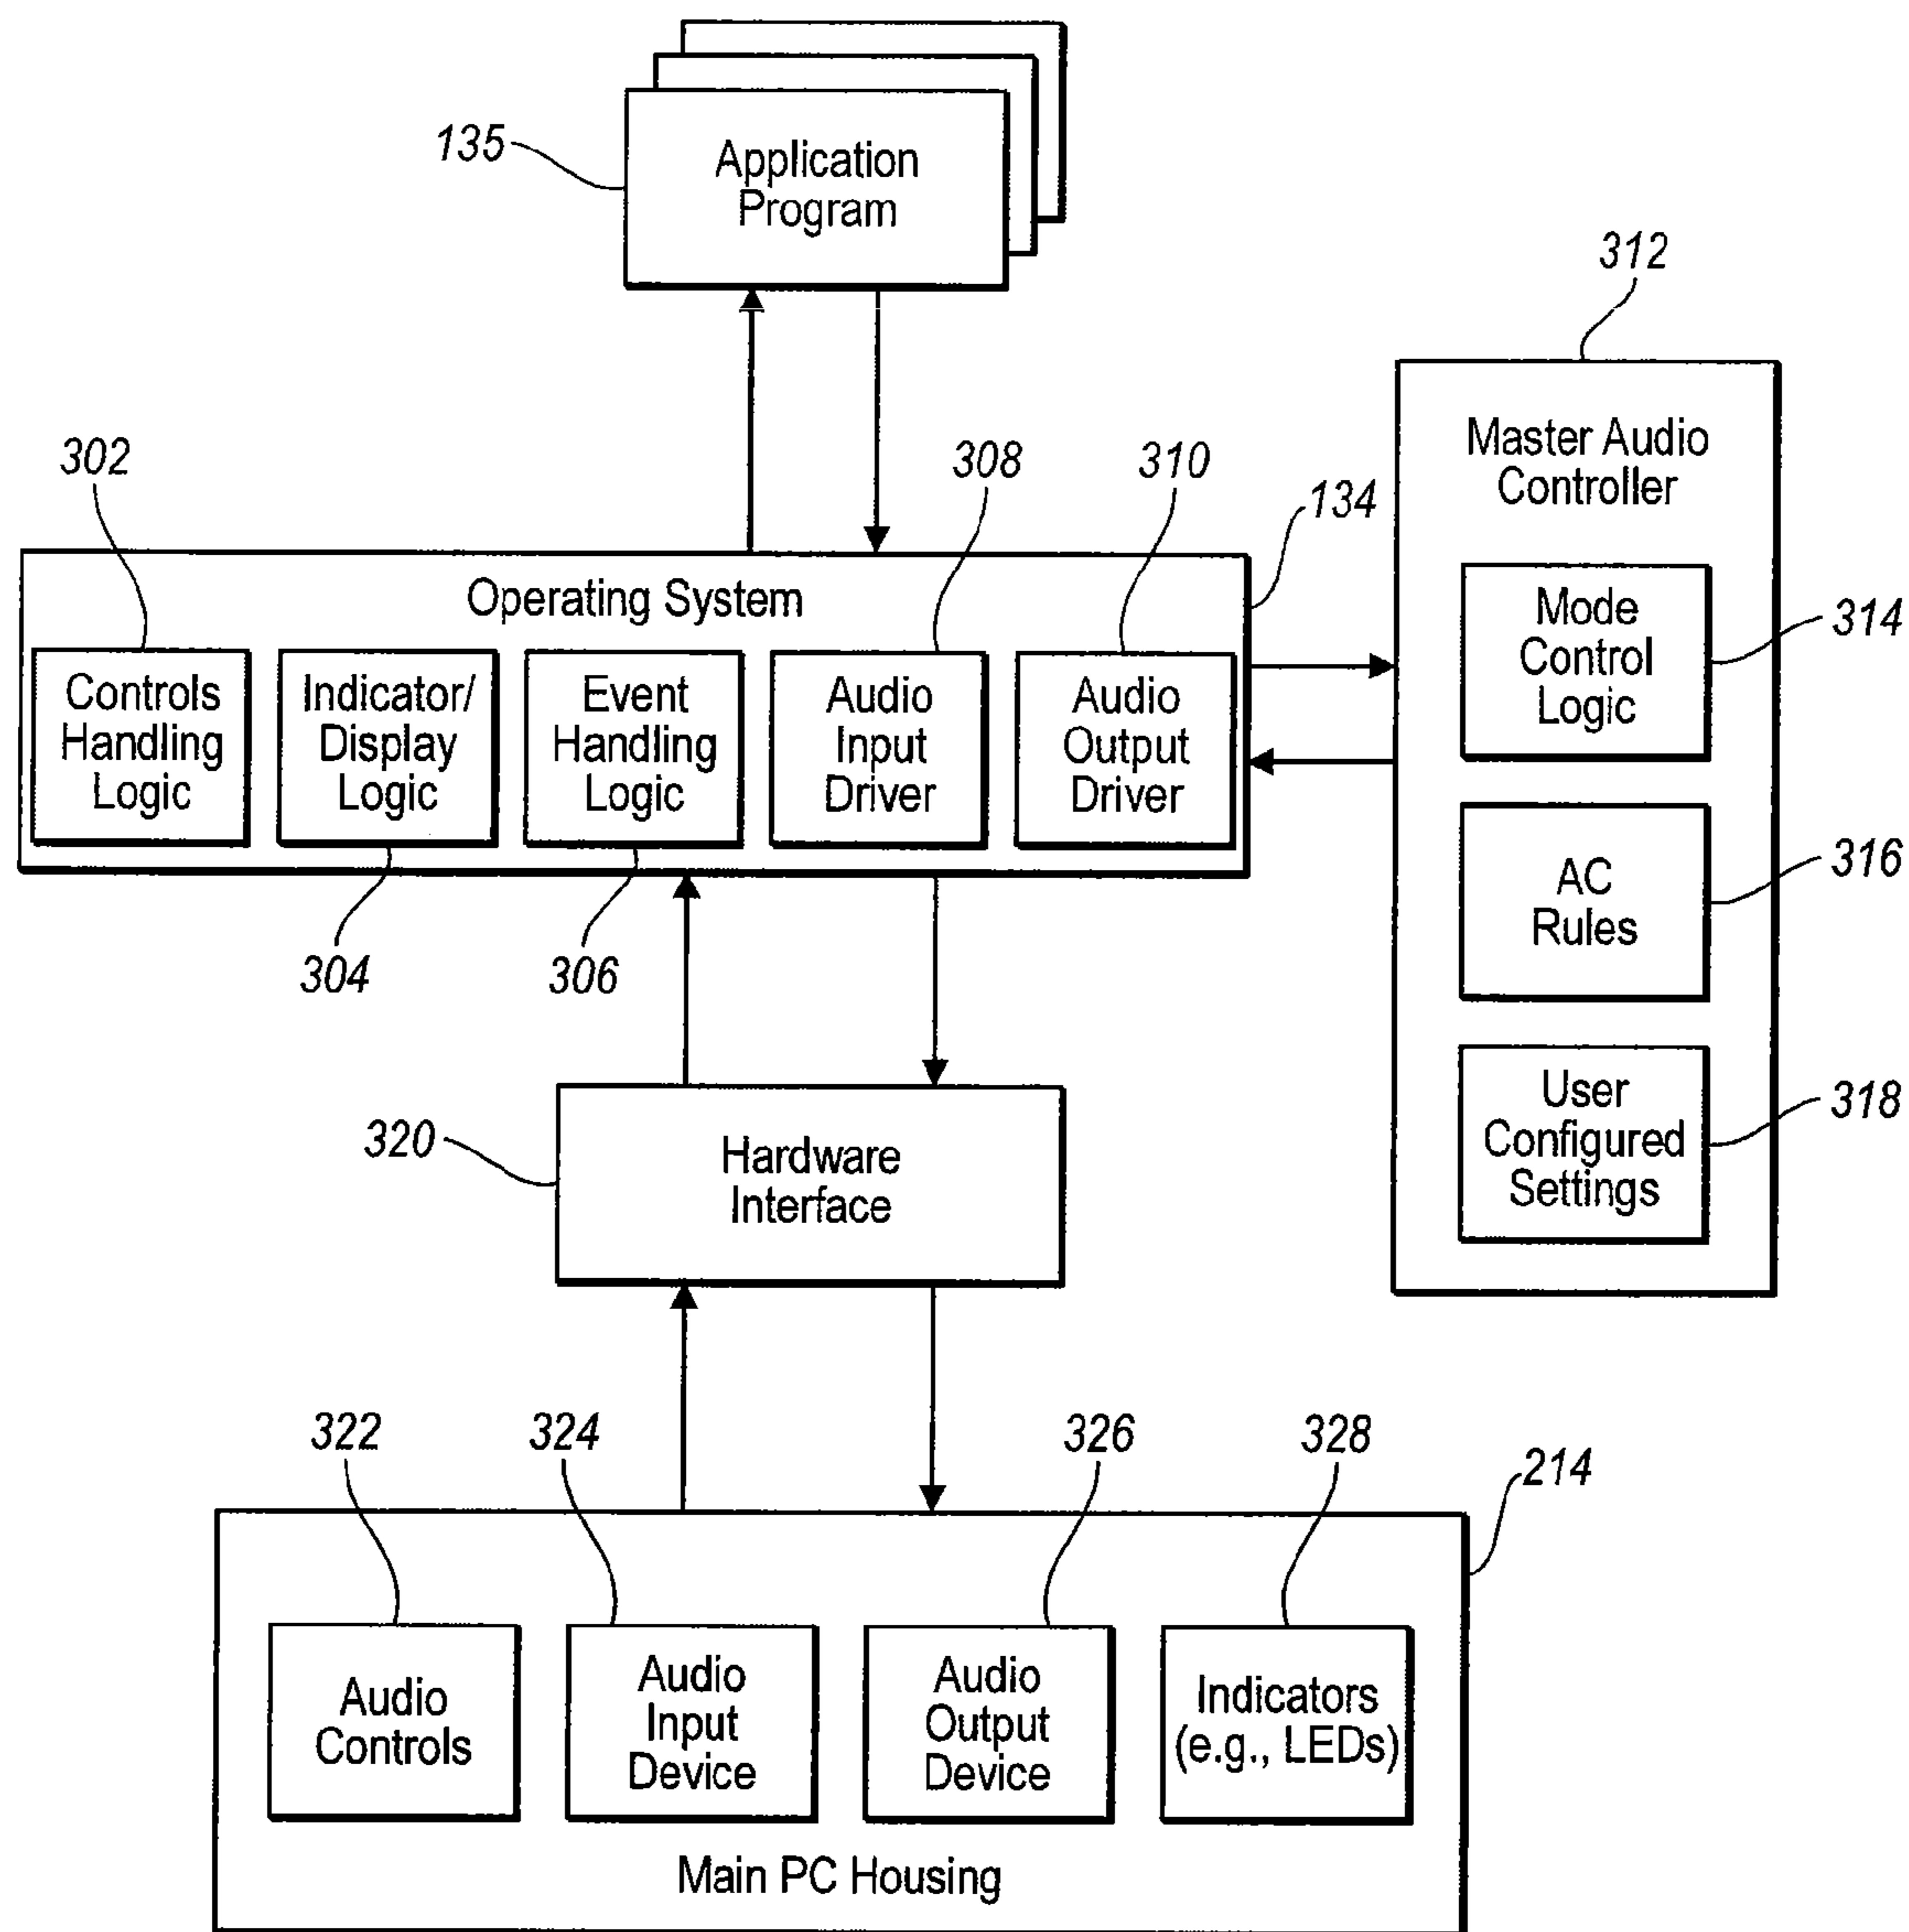 135
Application
Program
312
Master Audio
Controller
302
308
310
134
Operating System
Mode
Control
Logic
314
Controls
Handling
Logic
Indicator/
Display
Logic
Event
Handling
Logic
Audio
Input
Driver
Audio
Output
Driver
304
306
AC
Rules
316
User
Configured
Settings
318
320
Hardware
Interface
322
324
326
328
214
Audio
Controls
Audio
Input
Device
Audio
Output
Device
Indicators
(e.g., LEDs)
Main PC Housing